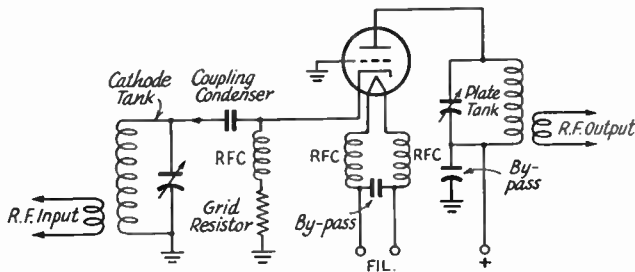 Cathode
Tank
Coupling
Condenser
RFC
Grid
Resistor
R.F. Input
RFC
RFC
By-pass
FIL.
Plate
Tank
R.F. Output
By-
pass
+